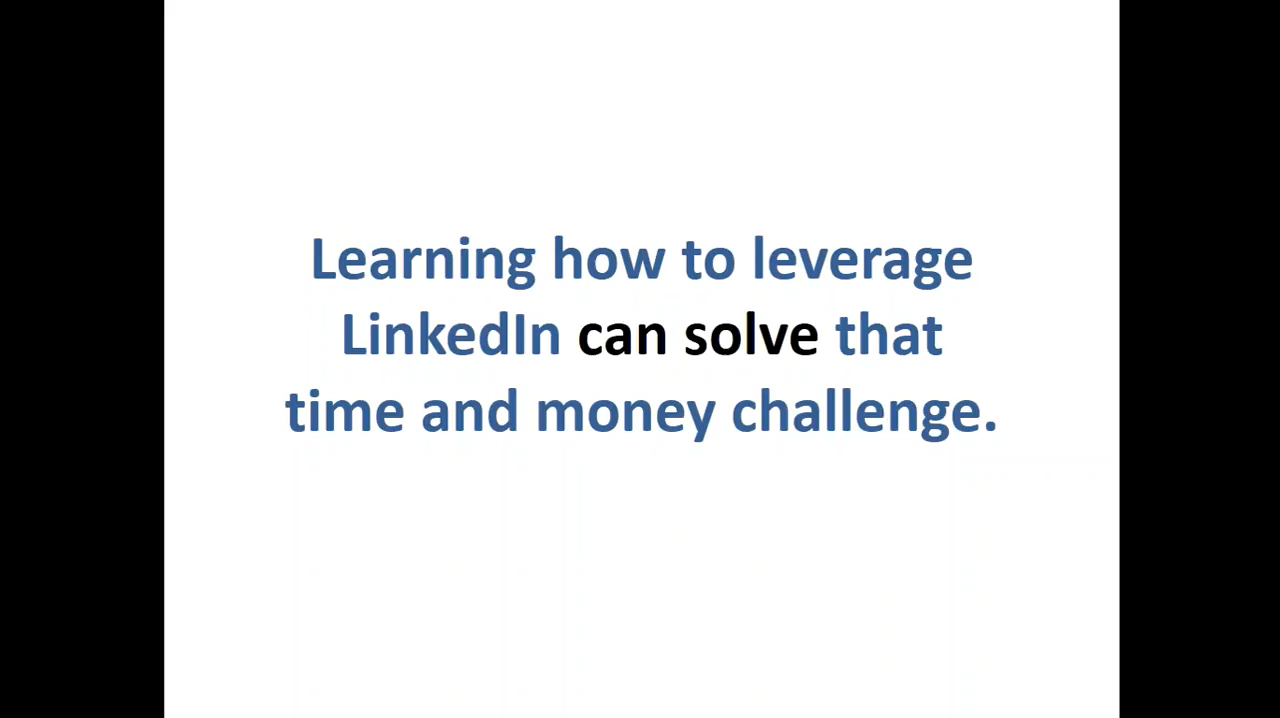 Learning how to leverage
LinkedIn can solve that
time and money challenge.